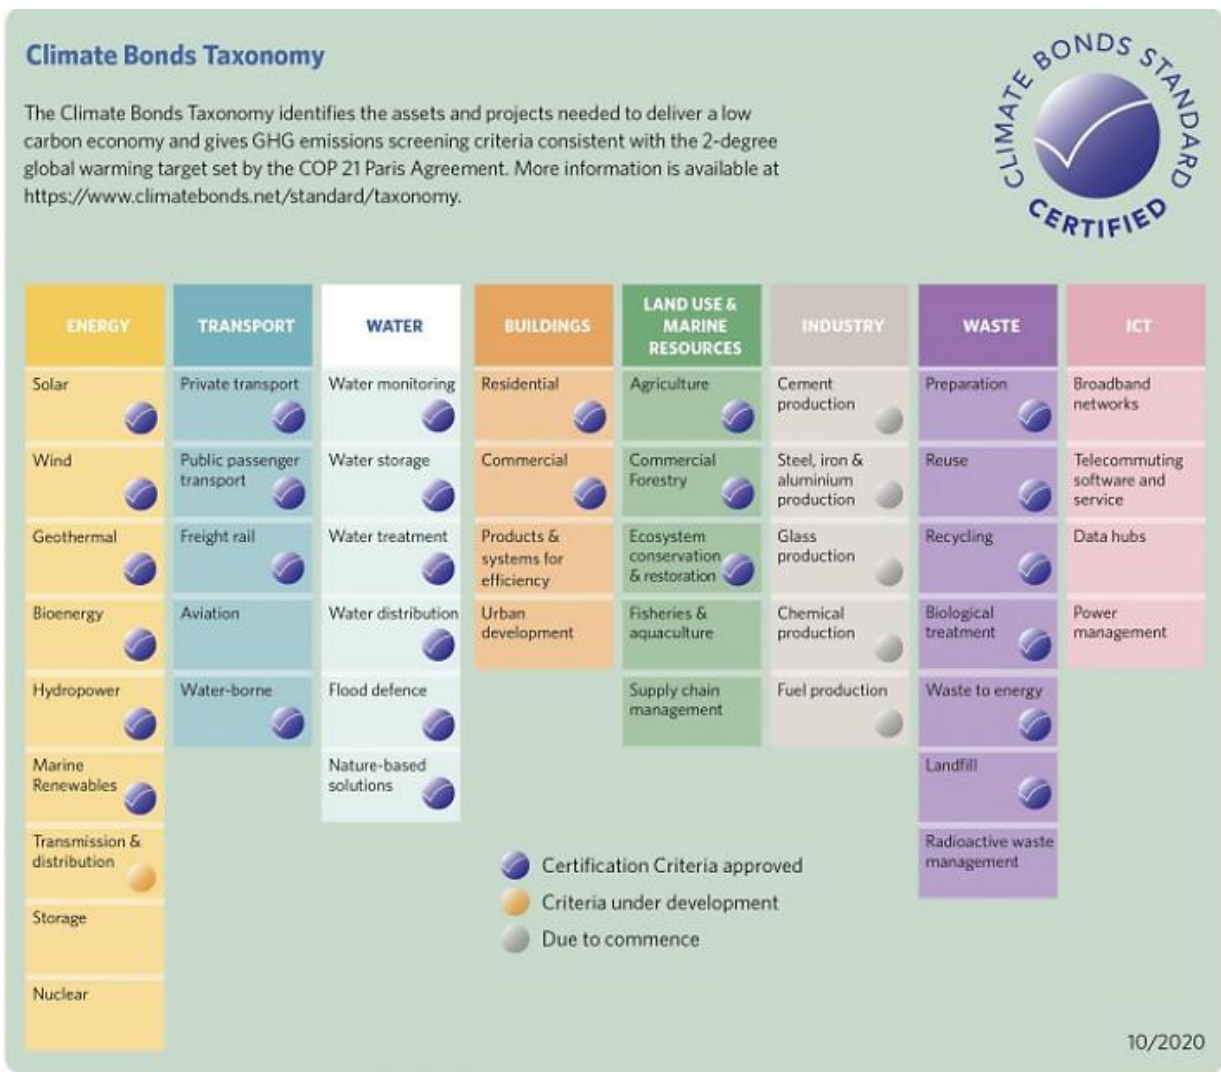 Climate Bonds Taxonomy
The Climate Bonds Taxonomy identifies the assets and projects needed to deliver a low
carbon economy and gives GHG emissions screening criteria consistent with the 2-degree
global warming target set by the COP 21 Paris Agreement. More information is available at
https://www.climatebonds.net/standard/taxonomy.
CLIMATE BONDS STANDARD
CERTIFIED
ENERGY
Solar
Wind
Geothermal
Bioenergy
Hydropower
Marine
Renewables
Transmission &
distribution
Storage
Nuclear
TRANSPORT
Private transport
Public passenger
transport
Freight rail
Aviation
Water-borne
WATER
Water monitoring
Water storage
Water treatment
Water distribution
Flood defence
Nature-based
solutions
BUILDINGS
Residential
Commercial
Products &
systems for
efficiency
Urban
development
LAND USE &
MARINE
RESOURCES
Agriculture
Commercial
Forestry
Ecosystem
conservation
& restoration
Fisheries &
aquaculture
Supply chain
management
INDUSTRY
Cement
production
Steel, iron &
aluminium
production
Glass
production
Chemical
production
Fuel production
WASTE
Preparation
Reuse
Recycling
Biological
treatment
Waste to energy
Landfill
Radioactive waste
management
ICT
Broadband
networks
Telecommuting
software and
service
Data hubs
Power
management
Certification Criteria approved
Criteria under development
Due to commence
10/2020